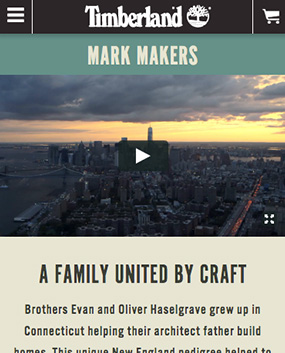 Timberland
MARK MAKERS
A FAMILY UNITED BY CRAFT
Brothers Evan and Oliver Haselgrave grew up in
Connecticut helping their architect father build
homes. This unique New England pedigree helped to